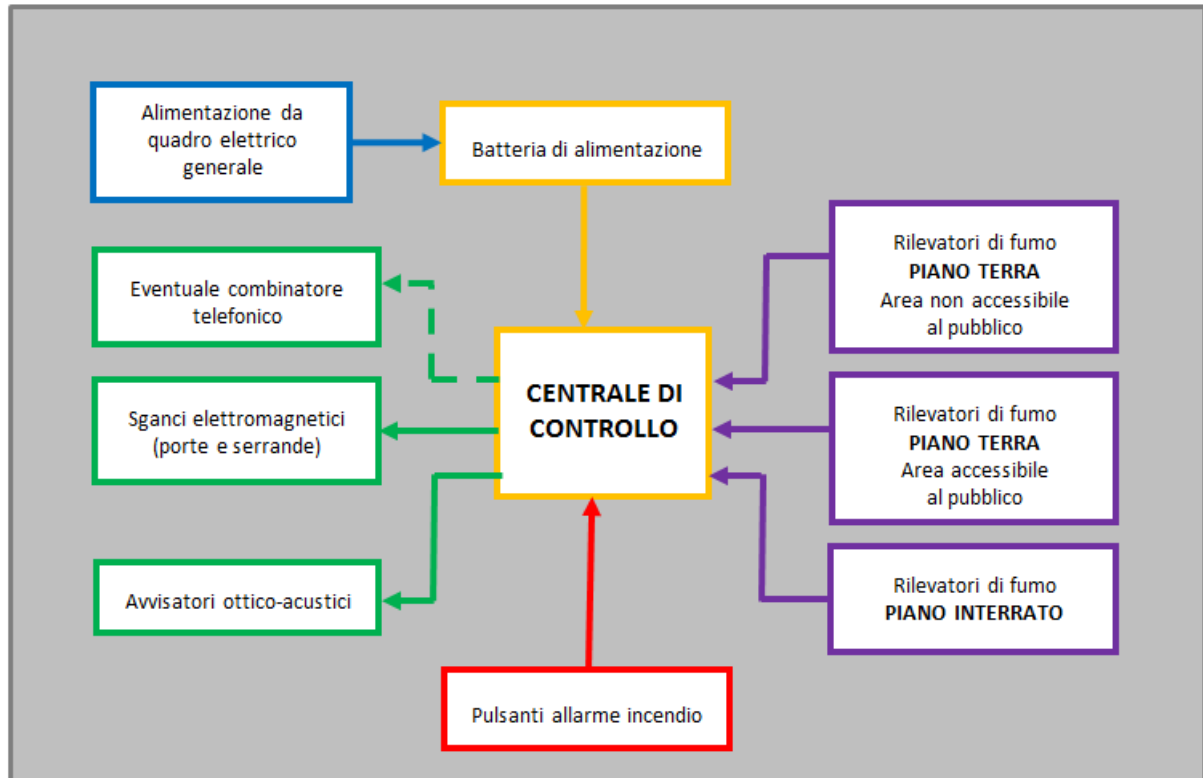 Alimentazione da
quadro elettrico
generale
Batteria di alimentazione
Eventuale combinatore
telefonico
Sganci elettromagnetici
(porte e serrande)
Avvisatori ottico-acustici
CENTRALE DI
CONTROLLO
Pulsanti allarme incendio
Rilevatori di fumo
PIANO TERRA
Area non accessibile
al pubblico
Rilevatori di fumo
PIANO TERRA
Area accessibile
al pubblico
Rilevatori di fumo
PIANO INTERRATO